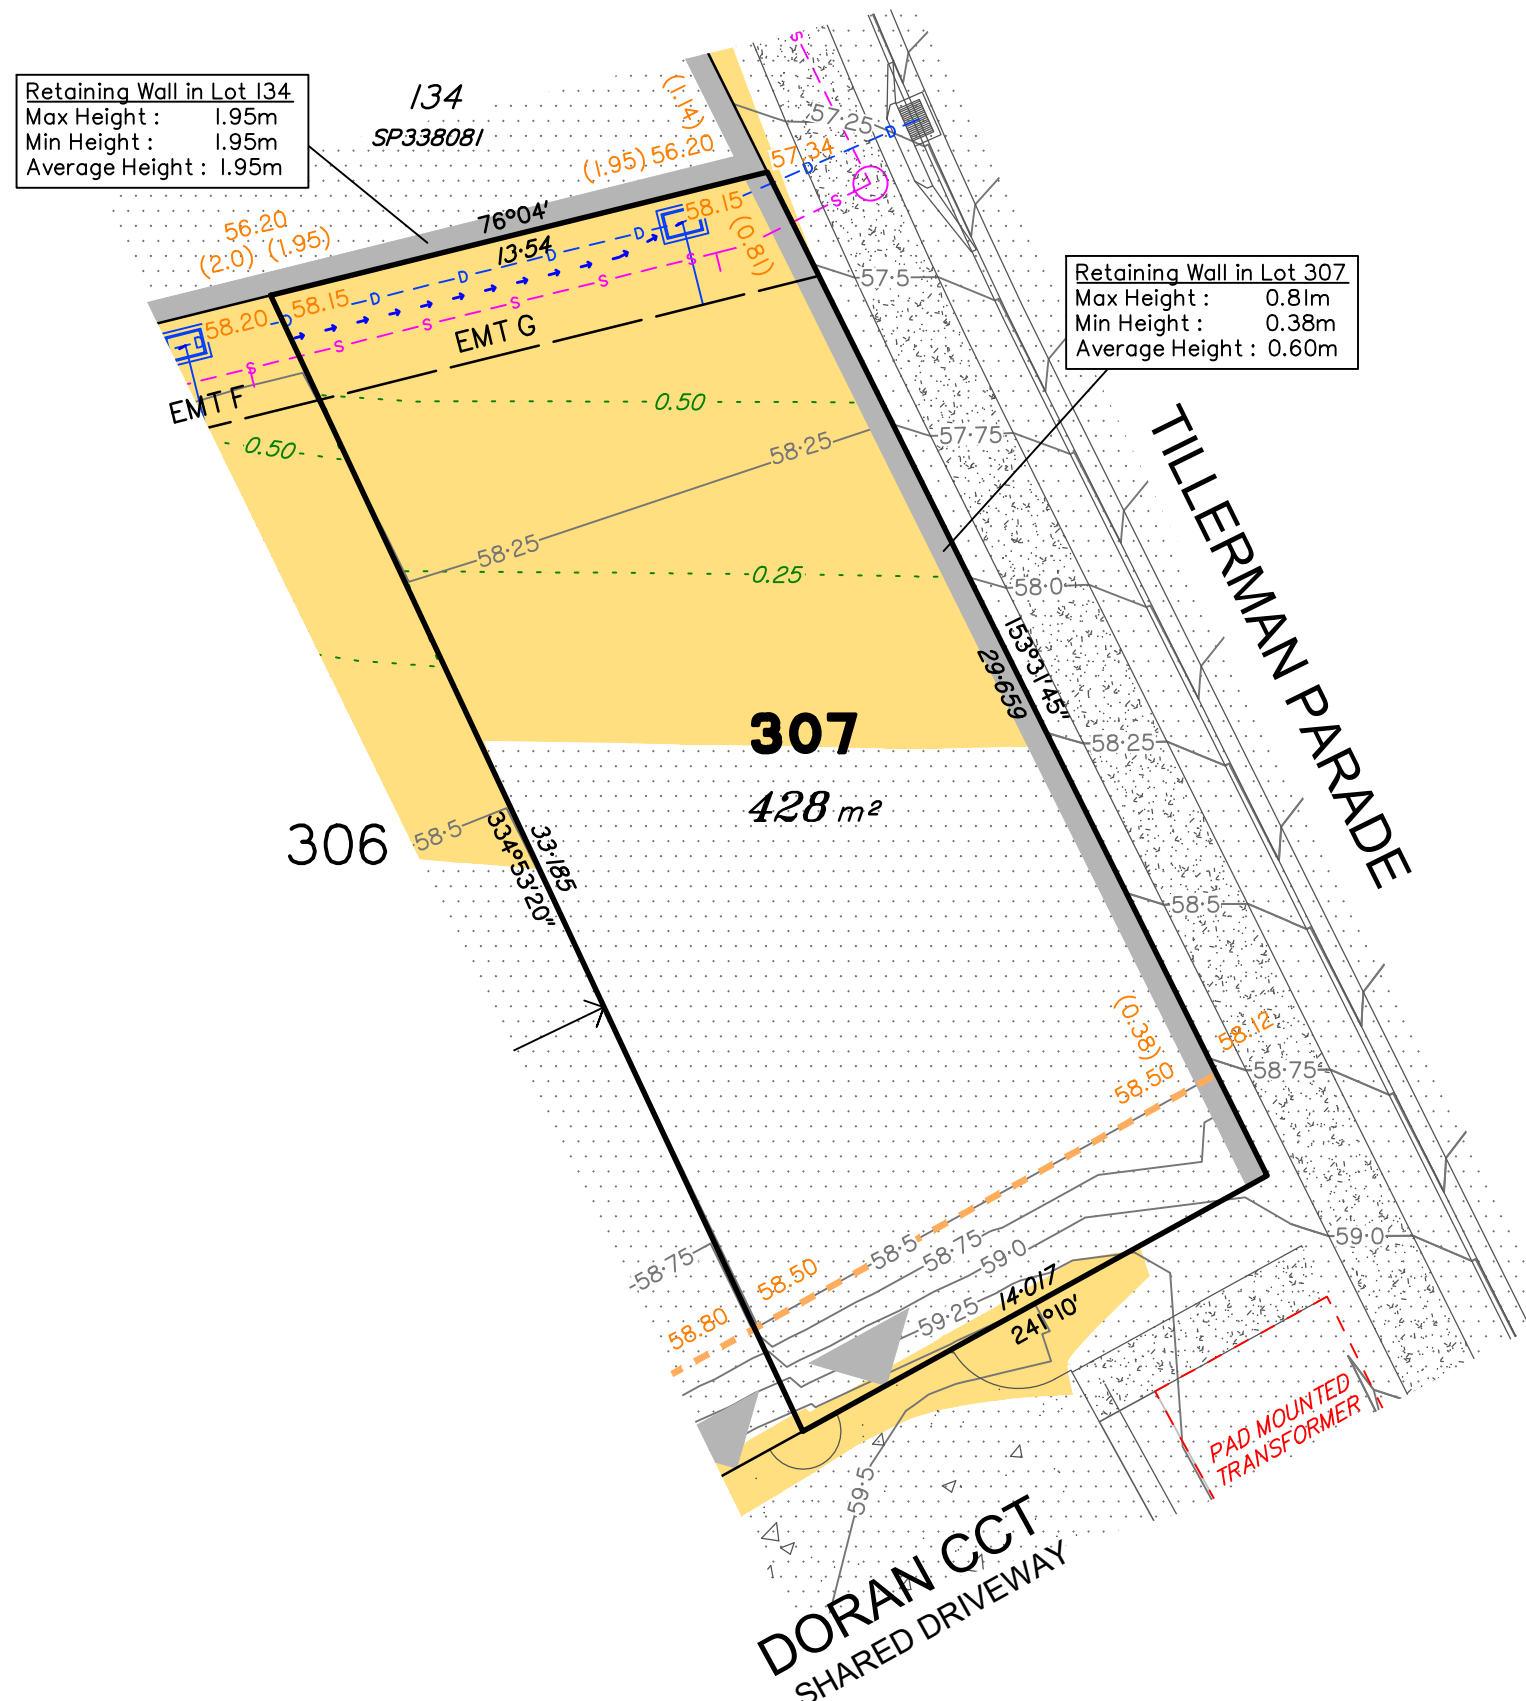 Retaining Wall in Lot 134
Max Height : 1.95m
Min Height : 1.95m
Average Height : 1.95m
134
SP338081
(1.14)
(1.95) 56.20
57.34
57·25
S
D
D
S
56.20
(2.0) (1.95)
76°04'
13·54
58.15
(0.81)
D
D
D
S
S
T
58.20
58.15
D
D
D
S
S
S
S
T
EMT G
EMT F
57·5
Retaining Wall in Lot 307
Max Height : 0.81m
Min Height : 0.38m
Average Height : 0.60m
0.50
0.50
57·75
58·25
58·25
0.25
58·0
TILLERMAN PARADE
153°31'45"
29·659
307
428 m²
58·25
306
58·5
33·185
334°53'20"
58·5
(0.38)
58.12
58.50
58·75
58·75
58.50
58·5
58·75
59·0
59·0
58.80
59·25
14·017
241°10'
59·5
PAD MOUNTED
TRANSFORMER
DORAN CCT
SHARED DRIVEWAY